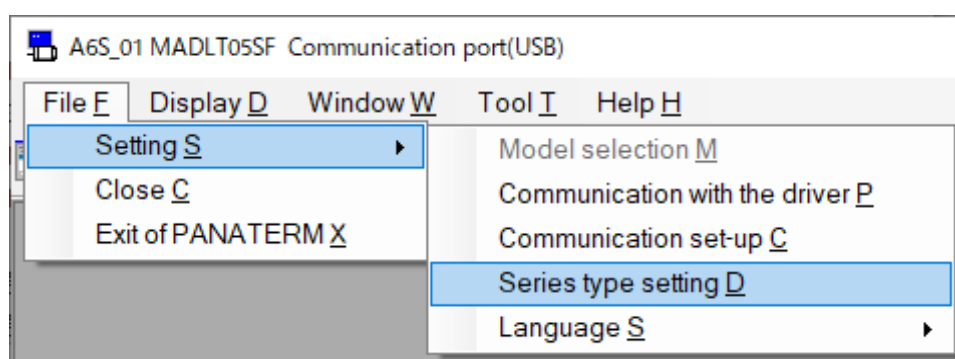 A6S_01 MADLT05SF Communication port(USB)
File F Display D Window W Tool T Help H
Setting S
Close C
Exit of PANATERM X
Model selection M
Communication with the driver P
Communication set-up C
Series type setting D
Language S